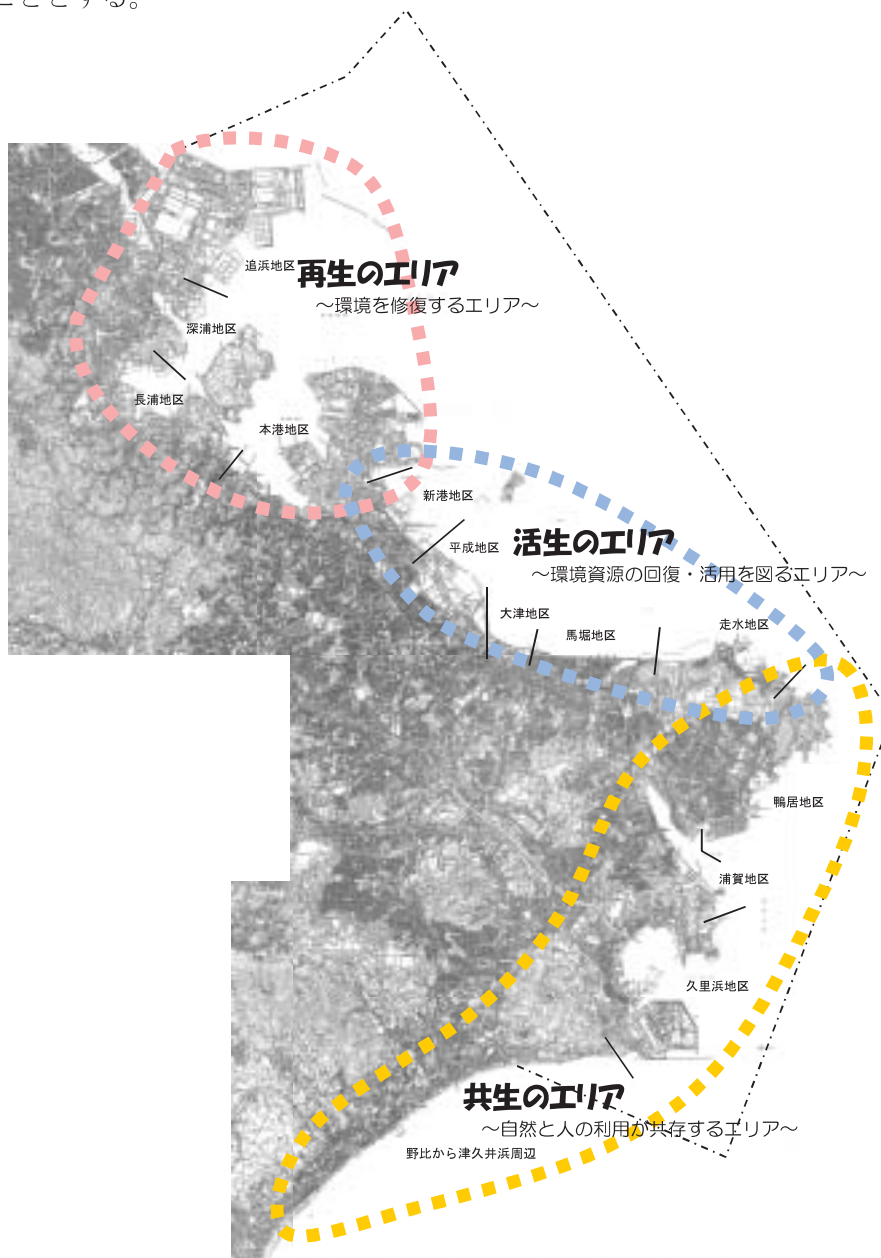 こととする。
追浜地区
再生のエリア
～環境を修復するエリア～
深浦地区
長浦地区
本港地区
新港地区
平成地区
活生のエリア
～環境資源の回復・活用を図るエリア～
大津地区
馬堀地区
走水地区
鴨居地区
浦賀地区
久里浜地区
共生のエリア
～自然と人の利用が共存するエリア～
野比から津久井浜周辺